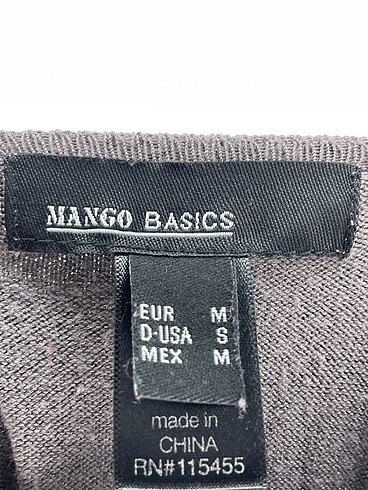 MANGO BASICS
EUR M
D-USA S
MEX M
made in
CHINA
RN#115455